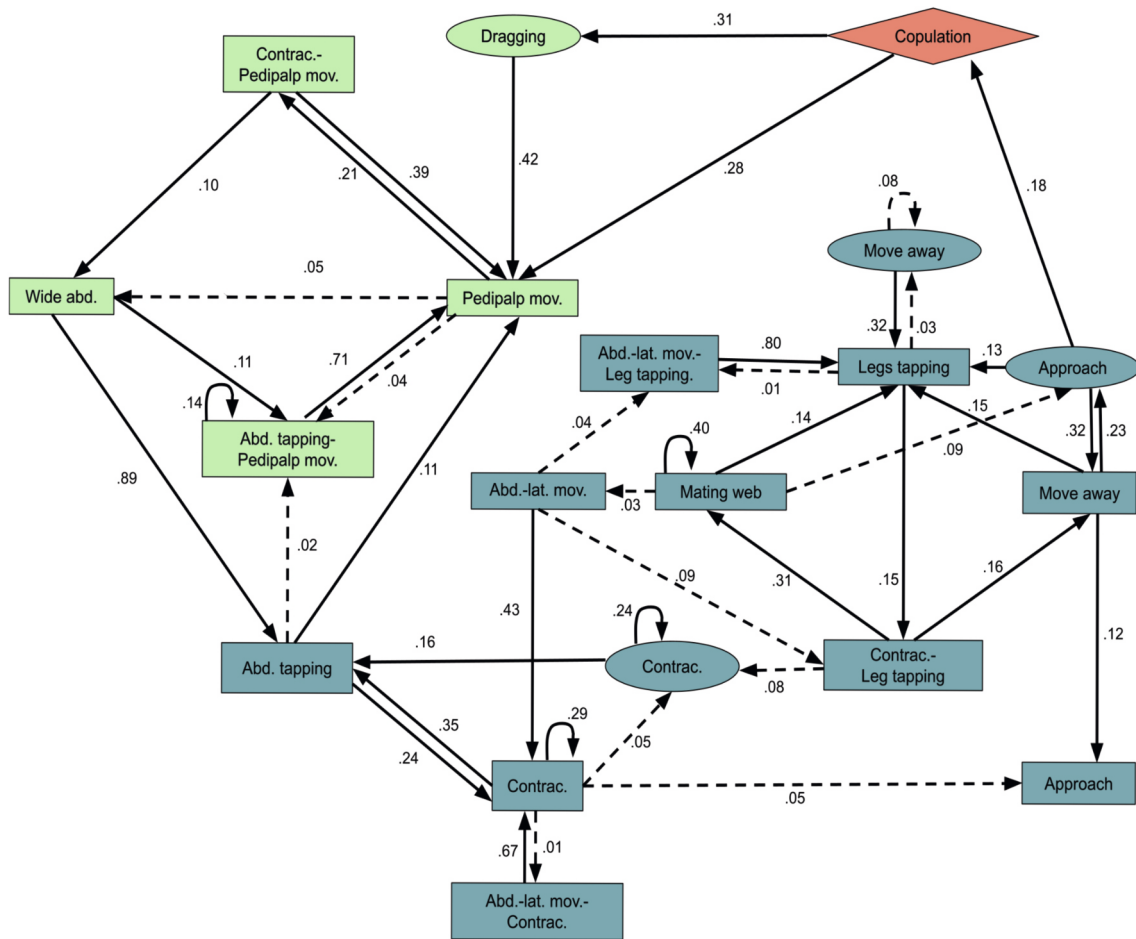 .31
Dragging
Copulation
Contrac.-
Pedipalp mov.
.42
.39
.21
.28
.10
.08
.18
Move away
.05
Wide abd.
Pedipalp mov.
.32
.03
Abd.-lat. mov.-
Leg tapping.
.80
.01
Legs tapping
.13
Approach
.11
.71
.04
.14
Abd. tapping-
Pedipalp mov.
.04
.40
.14
.15
.32
.23
.09
.89
.11
Abd.-lat. mov.
.03
Mating web
Move away
.02
.09
.31
.15
.16
.43
.24
.12
Abd. tapping
.16
Contrac.
.08
Contrac.-
Leg tapping
.35
.24
.29
.05
Contrac.
.05
Approach
.67
.01
Abd.-lat. mov.-
Contrac.